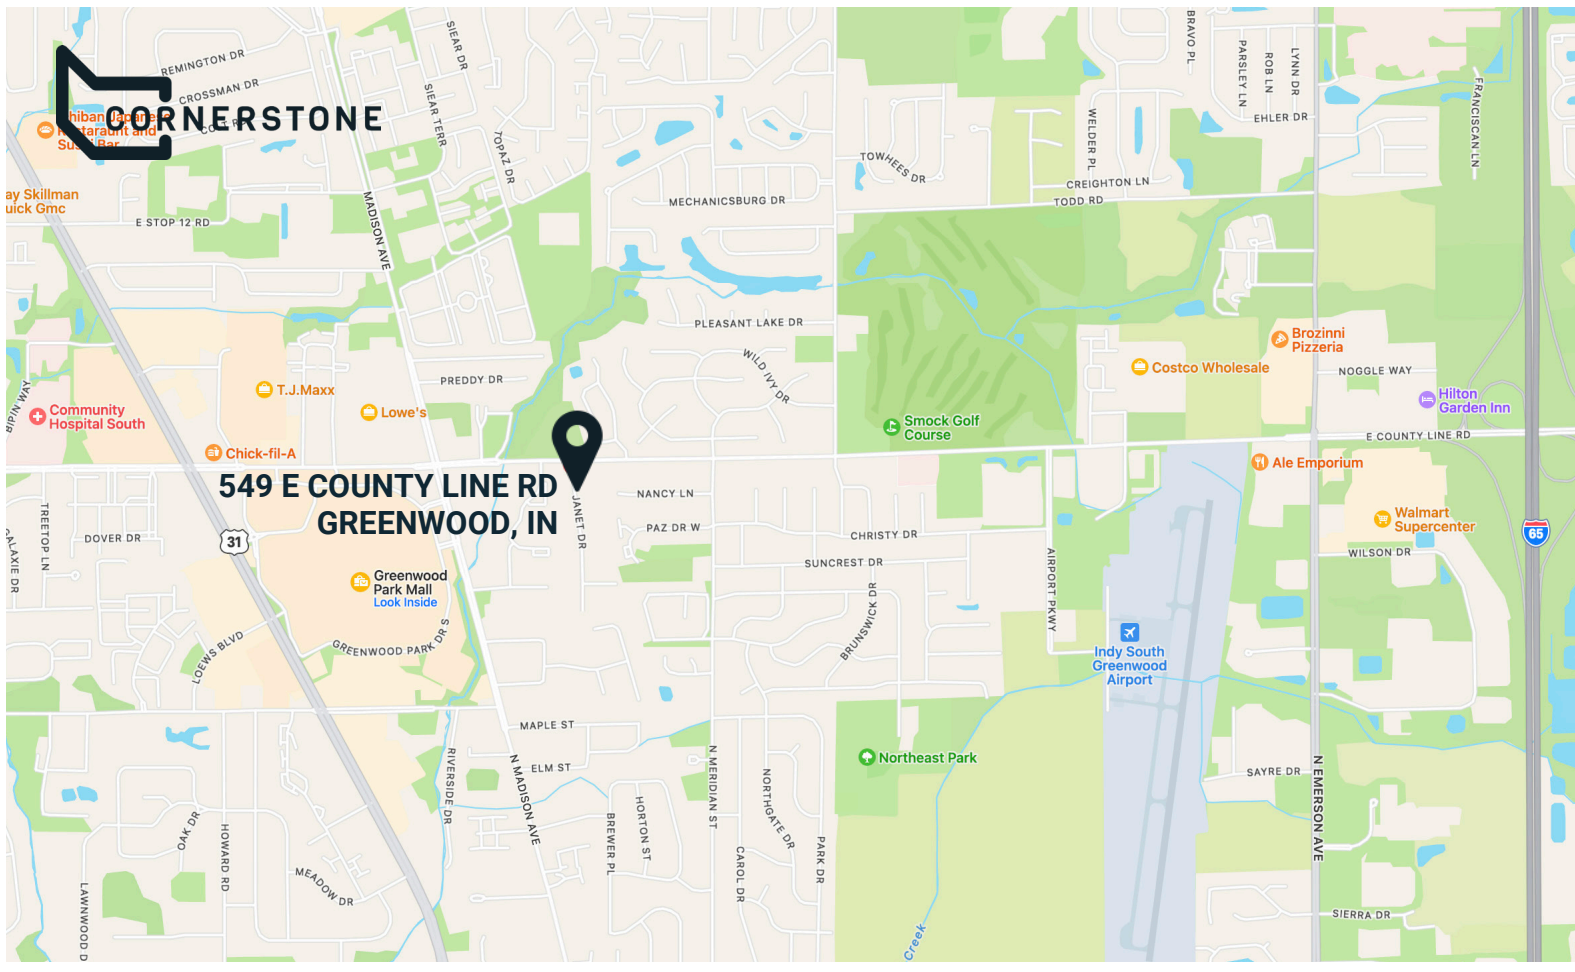 CORNERSTONE
549 E COUNTY LINE RD
GREENWOOD, IN
REMINGTON DR
CROSSMAN DR
Sushi Bar
Skillman
Gmc
E STOP 12 RD
MADISON AVE
SIEAR DR
SIEAR TERR
TOPAZ DR
MECHANICSBURG DR
TOWHEES DR
BRAVO PL
PARSLEY LN
ROB LN
LYNN DR
EHLER DR
WELDER PL
CREIGHTON LN
TODD RD
FRANCISCAN LN
PLEASANT LAKE DR
WILD IVY DR
PREDDY DR
T.J.Maxx
Lowe's
BIPIN WAY
Community
Hospital South
Chick-fil-A
Smock Golf
Course
Costco Wholesale
Brozinni
Pizzeria
NOGGLE WAY
Hilton
Garden Inn
E COUNTY LINE RD
Ale Emporium
Walmart
Supercenter
65
WILSON DR
TREETOP LN
DR
DOVER DR
31
JANET DR
NANCY LN
PAZ DR W
CHRISTY DR
SUNCREST DR
BRUNSWICK DR
AIRPORT PKWY
Greenwood
Park Mall
Look Inside
GREENWOOD PARK DR S
LOEWS BLVD
Indy South
Greenwood
Airport
MAPLE ST
ELM ST
RIVERSIDE DR
N MADISON AVE
HORTON ST
BREWER PL
N MERIDIAN ST
NORTHGATE DR
CAROL DR
PARK DR
Northeast Park
Creek
SAYRE DR
N EMERSON AVE
SIERRA DR
OAK DR
HOWARD RD
MEADOW DR
LAWNWOOD D